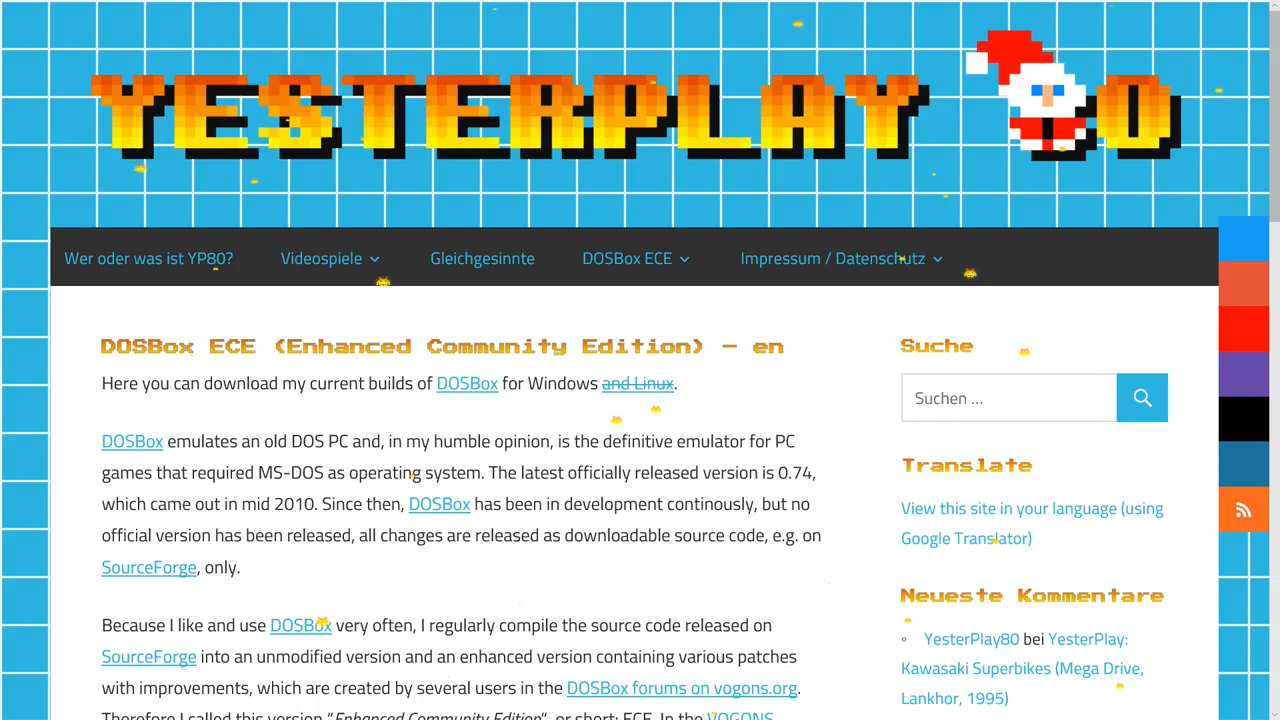 YESTERPLAY 0
Wer oder was ist YP80?
Videospiele
Gleichgesinnte
DOSBox ECE
Impressum / Datenschutz
DOSBox ECE (Enhanced Community Edition) – en
Here you can download my current builds of DOSBox for Windows and Linux.
DOSBox emulates an old DOS PC and, in my humble opinion, is the definitive emulator for PC
games that required MS-DOS as operating system. The latest officially released version is 0.74,
which came out in mid 2010. Since then, DOSBox has been in development continously, but no
official version has been released, all changes are released as downloadable source code, e.g. on
SourceForge, only.
Because I like and use DOSBox very often, I regularly compile the source code released on
SourceForge into an unmodified version and an enhanced version containing various patches
with improvements, which are created by several users in the DOSBox forums on vogons.org.
Therefore I called this version “Enhanced Community Edition“, or short: ECE. In the VOGONS
Suche
Suchen …
Translate
View this site in your language (using
Google Translator)
Neueste Kommentare
YesterPlay80 bei YesterPlay:
Kawasaki Superbikes (Mega Drive,
Lankhor, 1995)